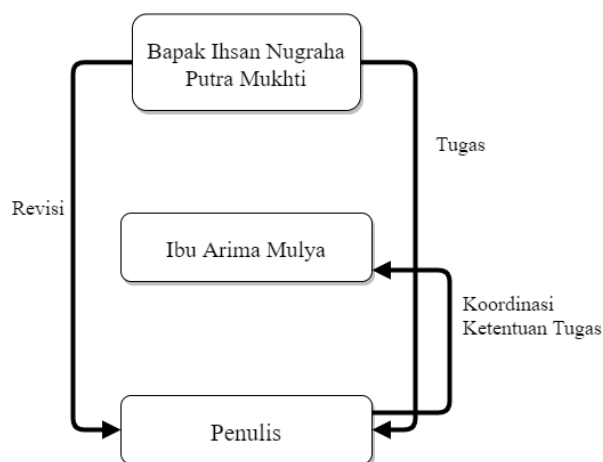 Bapak Ihsan Nugraha
Putra Mukhti
Tugas
Revisi
Ibu Arima Mulya
Koordinasi
Ketentuan Tugas
Penulis